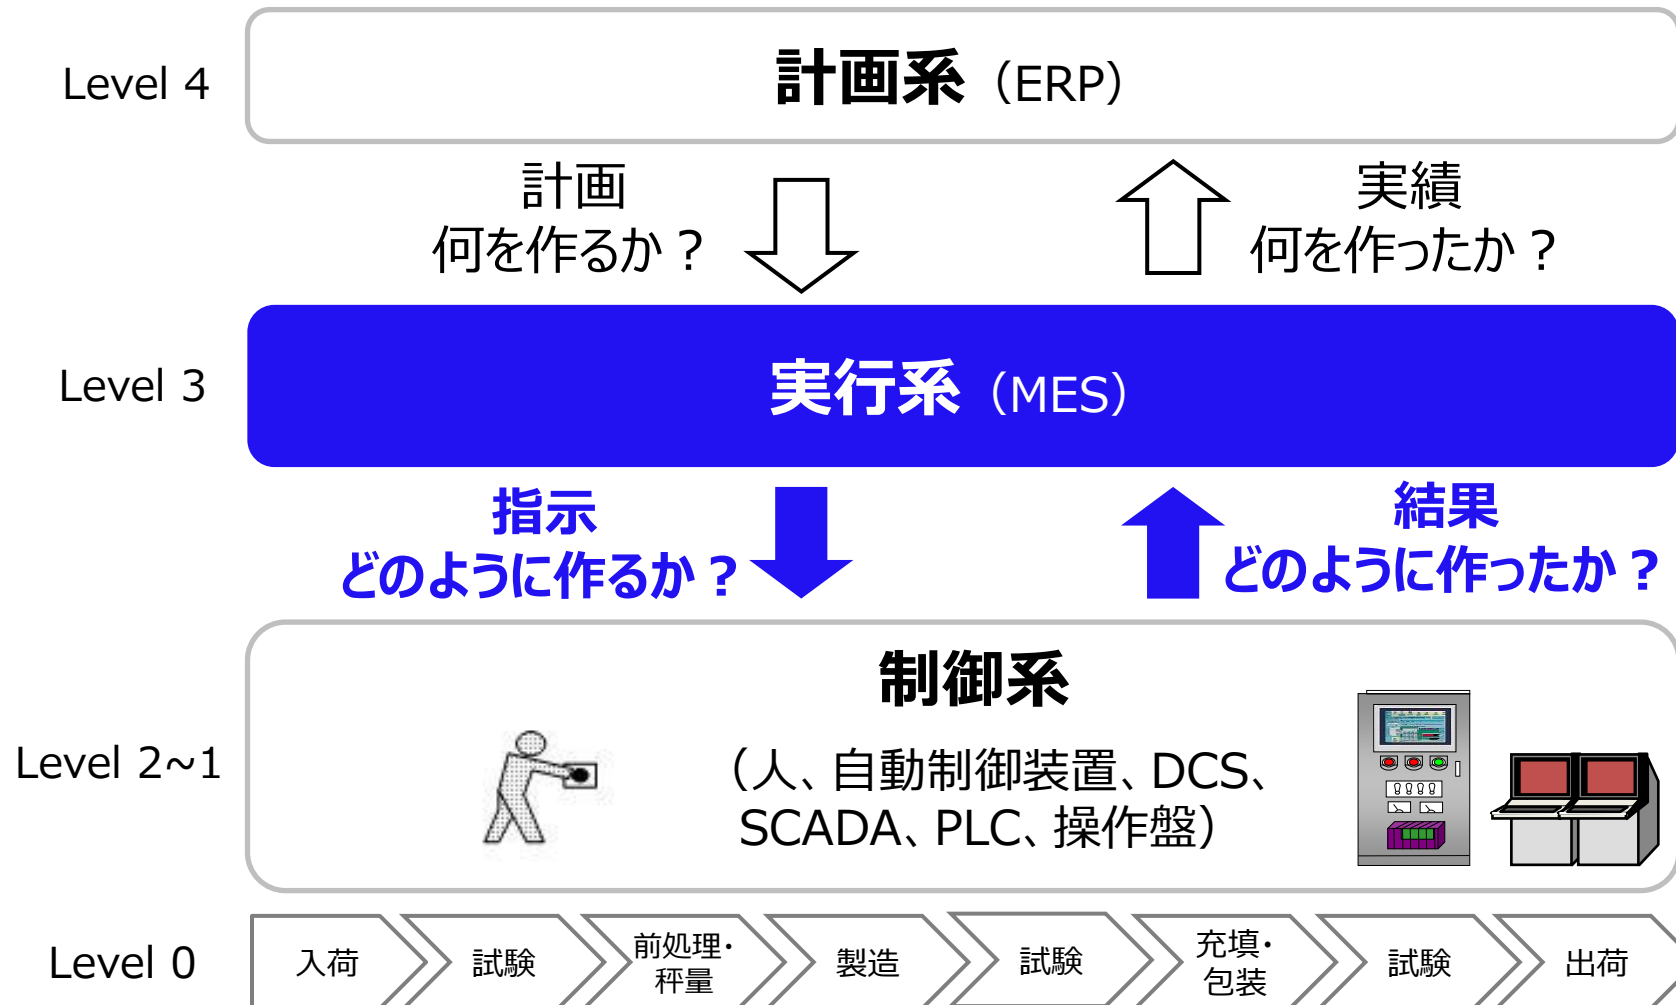 Level 4
計画系（ERP）
計画
何を作るか？
実績
何を作ったか？
Level 3
実行系（MES）
指示
どのように作るか？
結果
どのように作ったか？
制御系
Level 2~1
（人、自動制御装置、DCS、
SCADA、PLC、操作盤）
Level 0
入荷
試験
前処理・
秤量
製造
試験
充填・
包装
試験
出荷